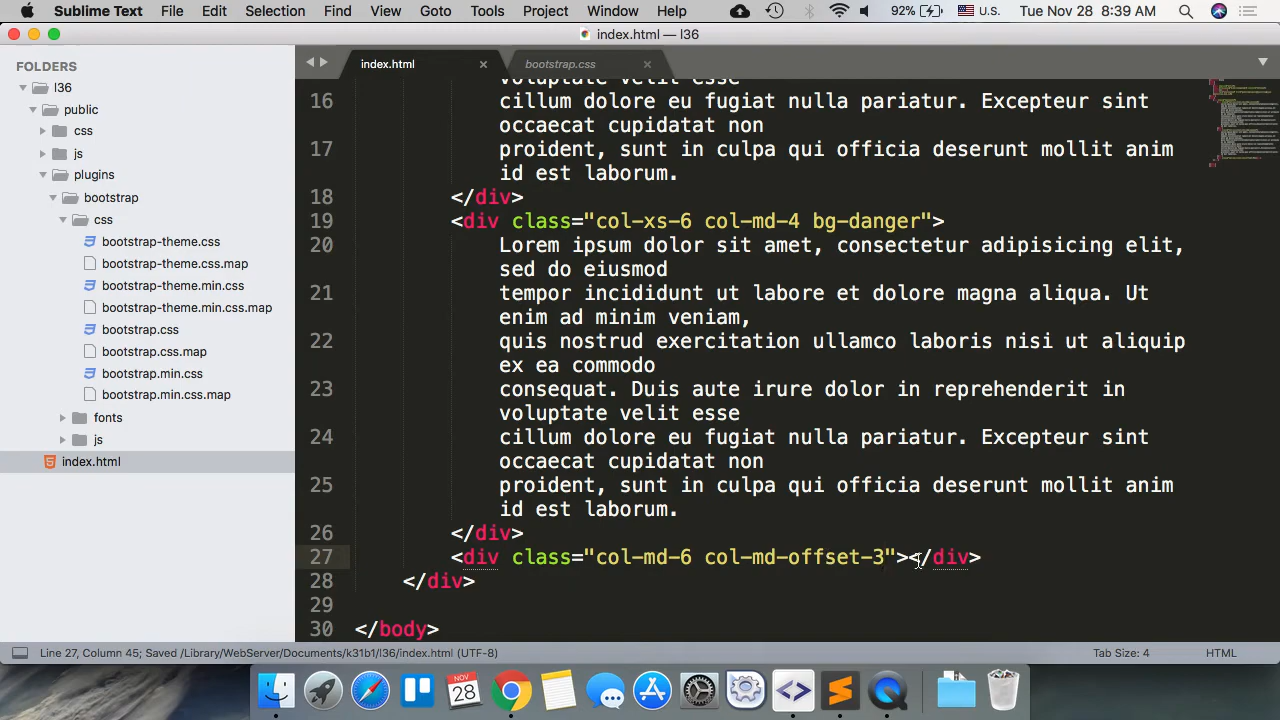 Sublime Text File Edit Selection Find View Goto Tools Project Window Help 92% U.S. Tue Nov 28 8:39 AM
index.html — l36
FOLDERS
l36
public
css
js
plugins
bootstrap
css
bootstrap-theme.css
bootstrap-theme.css.map
bootstrap-theme.min.css
bootstrap-theme.min.css.map
bootstrap.css
bootstrap.css.map
bootstrap.min.css
bootstrap.min.css.map
fonts
js
index.html
index.html bootstrap.css
voluptate velit esse
16 cillum dolore eu fugiat nulla pariatur. Excepteur sint
occaecat cupidatat non
17 proident, sunt in culpa qui officia deserunt mollit anim
id est laborum.
18 </div>
19 <div class="col-xs-6 col-md-4 bg-danger">
20 Lorem ipsum dolor sit amet, consectetur adipisicing elit,
sed do eiusmod
21 tempor incididunt ut labore et dolore magna aliqua. Ut
enim ad minim veniam,
22 quis nostrud exercitation ullamco laboris nisi ut aliquip
ex ea commodo
23 consequat. Duis aute irure dolor in reprehenderit in
voluptate velit esse
24 cillum dolore eu fugiat nulla pariatur. Excepteur sint
occaecat cupidatat non
25 proident, sunt in culpa qui officia deserunt mollit anim
id est laborum.
26 </div>
27 <div class="col-md-6 col-md-offset-3"></div>
28 </div>
29
30 </body>
Line 27, Column 45; Saved /Library/WebServer/Documents/k31b1/l36/index.html (UTF-8) Tab Size: 4 HTML
NOV
28